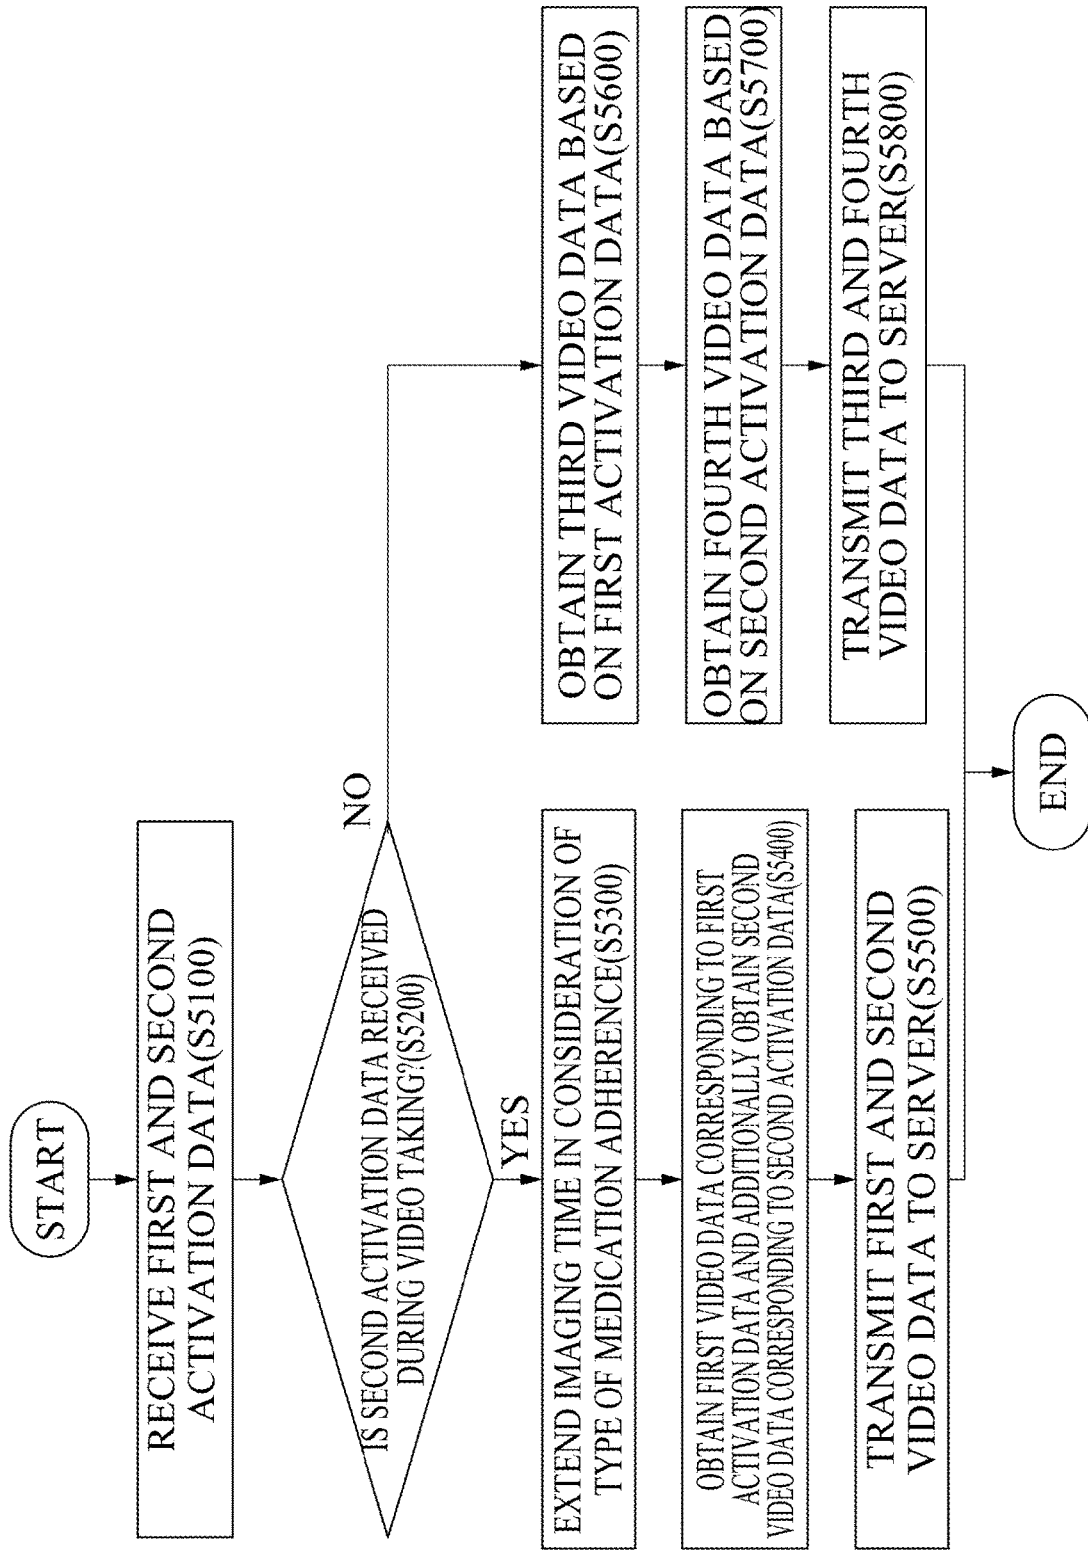 START
RECEIVE FIRST AND SECOND
ACTIVATION DATA(S5100)
IS SECOND ACTIVATION DATA RECEIVED
DURING VIDEO TAKING?(S5200)
NO
YES
EXTEND IMAGING TIME IN CONSIDERATION OF
TYPE OF MEDICATION ADHERENCE(S5300)
OBTAIN FIRST VIDEO DATA CORRESPONDING TO FIRST
ACTIVATION DATA AND ADDITIONALLY OBTAIN SECOND
VIDEO DATA CORRESPONDING TO SECOND ACTIVATION DATA(S5400)
TRANSMIT FIRST AND SECOND
VIDEO DATA TO SERVER(S5500)
OBTAIN THIRD VIDEO DATA BASED
ON FIRST ACTIVATION DATA(S5600)
OBTAIN FOURTH VIDEO DATA BASED
ON SECOND ACTIVATION DATA(S5700)
TRANSMIT THIRD AND FOURTH
VIDEO DATA TO SERVER(S5800)
END